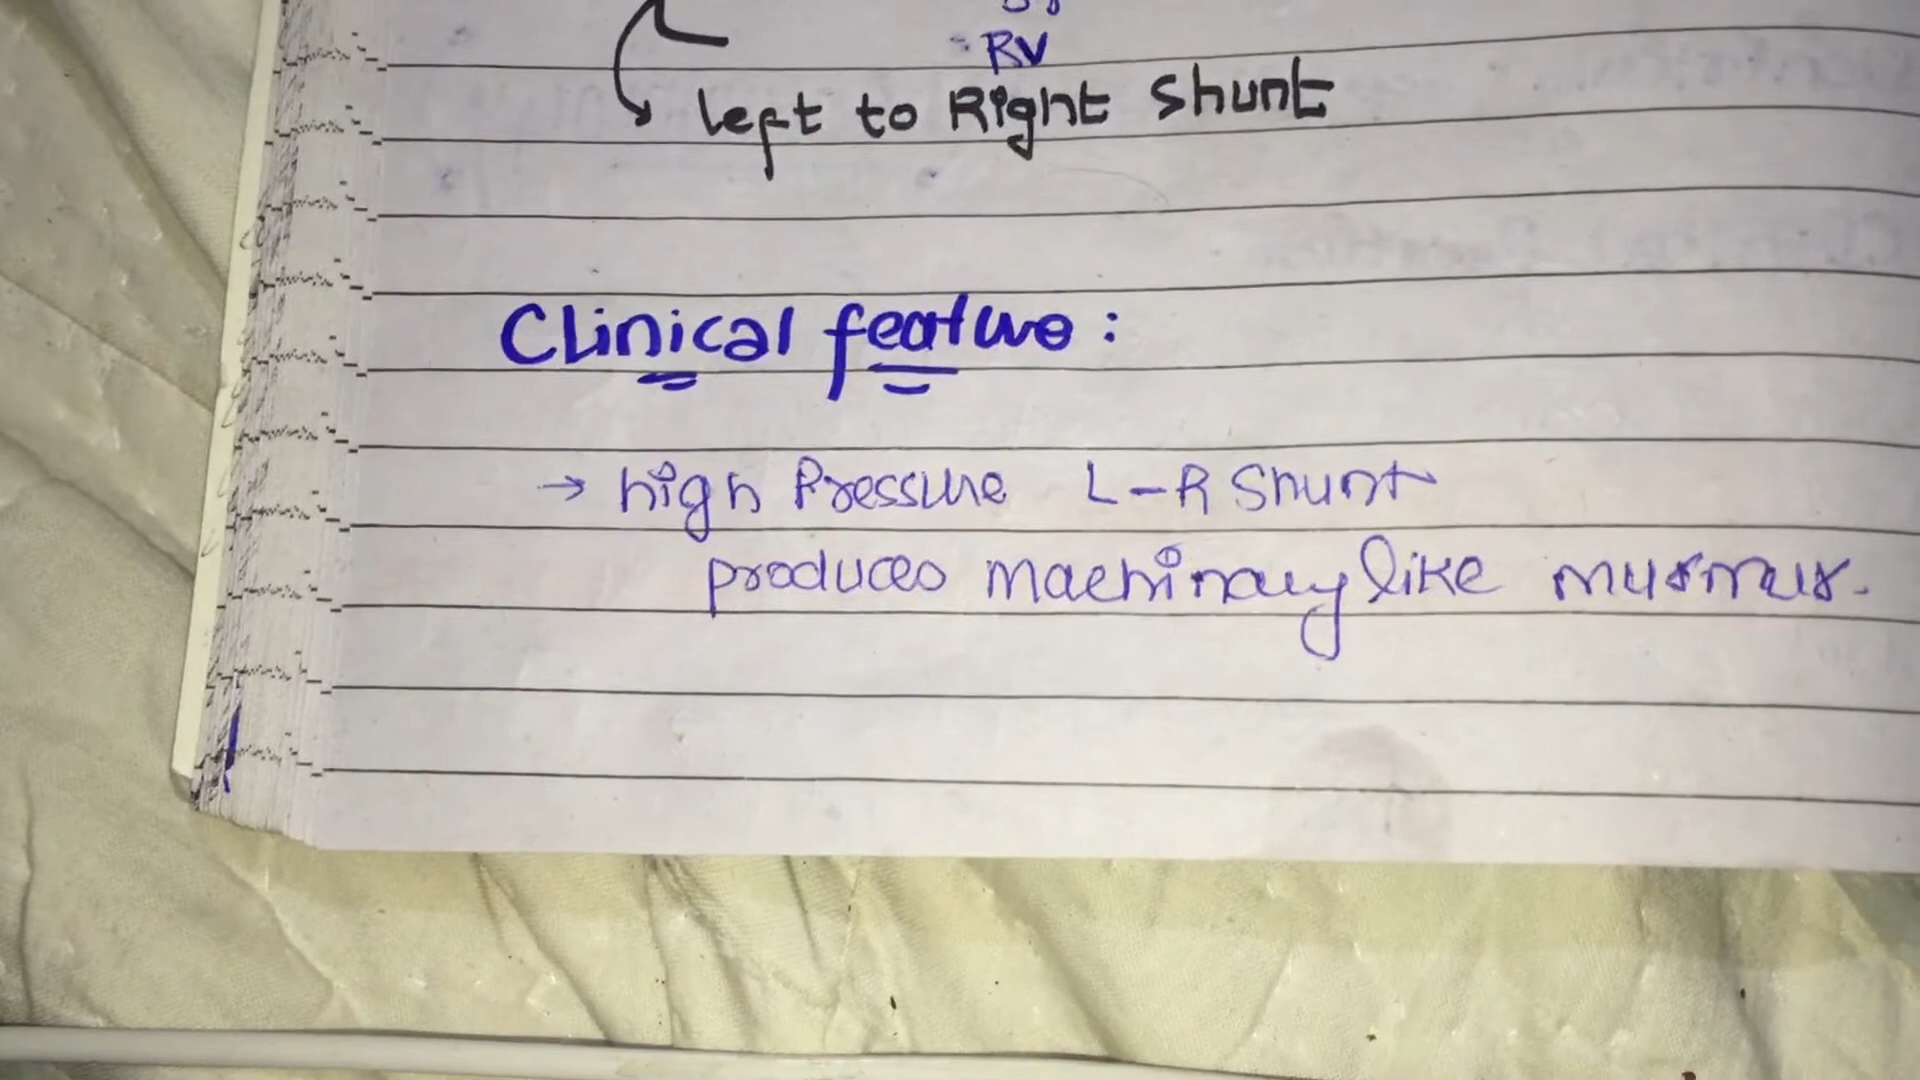 RV
left to Right Shunt
Clinical feature:
→ high Pressure L-R Shunt
produces machinary like murmur.